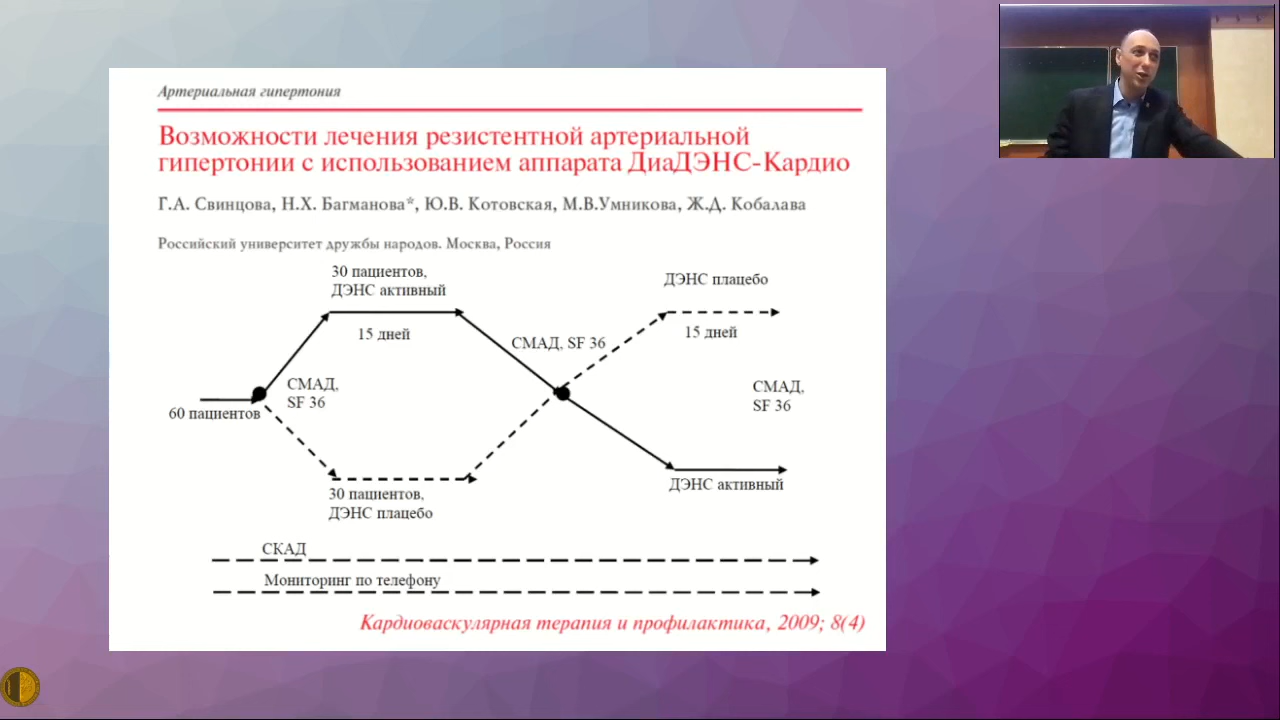 Артериальная гипертония
Возможности лечения резистентной артериальной
гипертонии с использованием аппарата ДиаДЭНС-Кардио
Г.А. Свинцова, Н.Х. Багманова*, Ю.В. Котовская, М.В.Умникова, Ж.Д. Кобалава
Российский университет дружбы народов. Москва, Россия
30 пациентов,
ДЭНС активный
15 дней
ДЭНС плацебо
15 дней
СМАД, SF 36
СМАД,
SF 36
60 пациентов
СМАД,
SF 36
30 пациентов,
ДЭНС плацебо
ДЭНС активный
СКАД
Мониторинг по телефону
Кардиоваскулярная терапия и профилактика, 2009; 8(4)